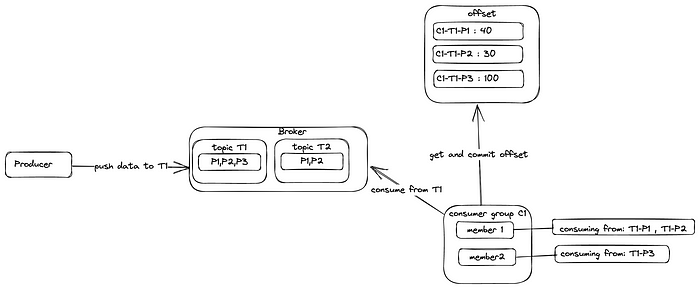 offset
C1-T1-P1 : 40
C1-T1-P2 : 30
C1-T1-P3 : 100
Broker
topic T1
topic T2
P1,P2,P3
P1,P2
Producer
push data to T1
get and commit offset
consume from T1
consumer group C1
member 1
consuming from: T1-P1 , T1-P2
member2
consuming from: T1-P3